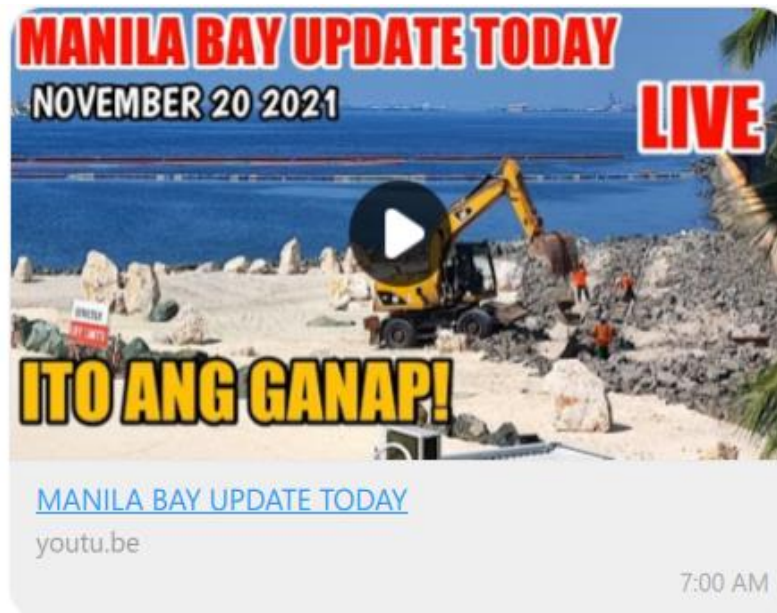 MANILA BAY UPDATE TODAY
NOVEMBER 20 2021
LIVE
ITO ANG GANAP!
MANILA BAY UPDATE TODAY
youtu.be
7:00 AM